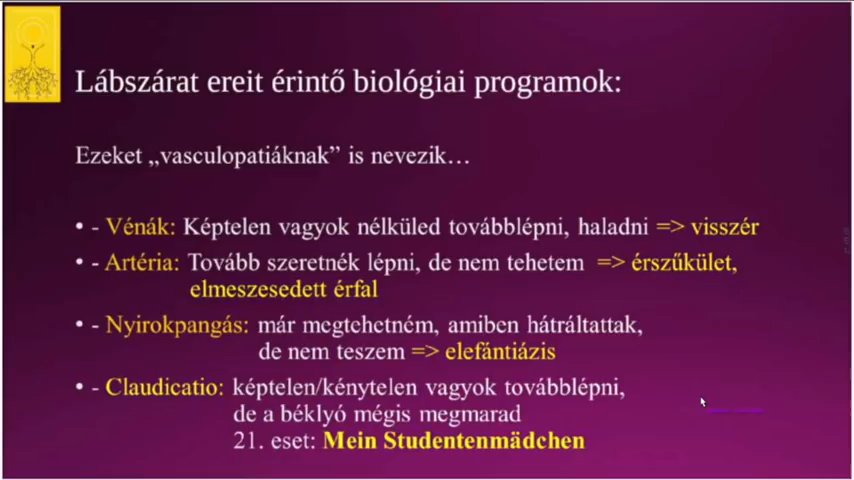 Lábszárat ereit érintő biológiai programok:
Ezeket „vasculopatiáknak” is nevezik…
• - Vénák: Képtelen vagyok nélküled továbblépni, haladni => visszér
• - Artéria: Tovább szeretnék lépni, de nem tehetem => érszűkület,
elmeszesedett érfal
• - Nyirokpangás: már megtehetném, amiben hátráltattak,
de nem teszem => elefántiázis
• - Claudicatio: képtelen/kénytelen vagyok továbblépni,
de a béklyó mégis megmarad
21. eset: Mein Studentenmädchen